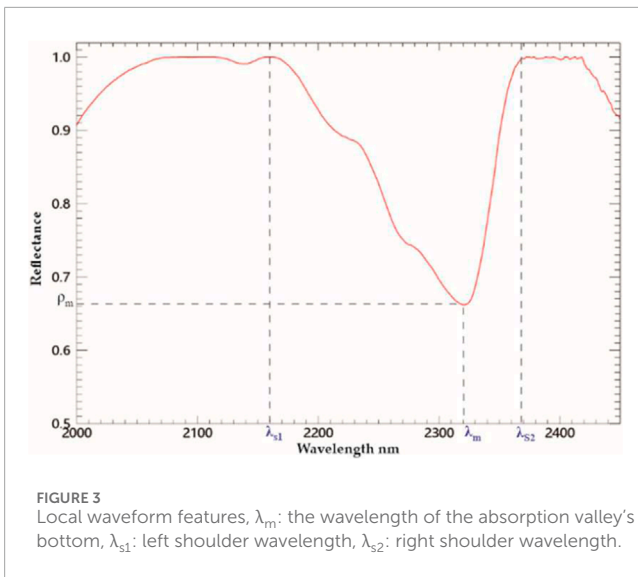 1.0
0.9
0.8
Reflectance
0.7
ρm
0.6
0.5
2000
2100
λs1
2200
2300
λm
λS2
2400
Wavelength nm
FIGURE 3
Local waveform features, λm: the wavelength of the absorption valley's
bottom, λs1: left shoulder wavelength, λs2: right shoulder wavelength.